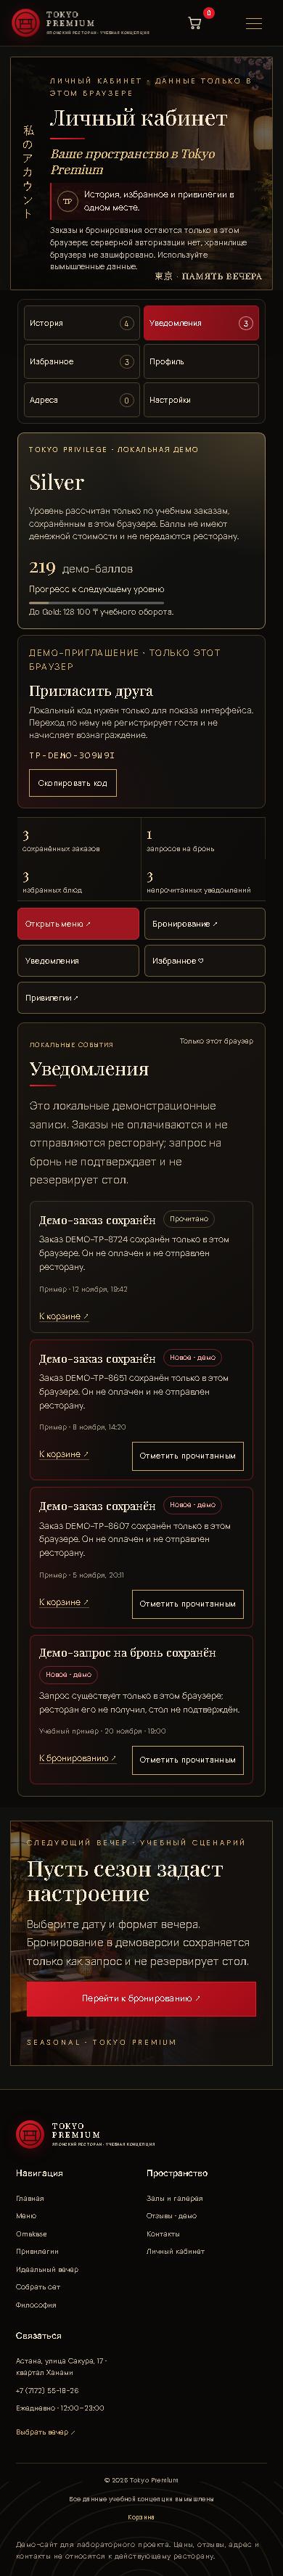 TOKYO
PREMIUM
ЯПОНСКИЙ РЕСТОРАН · УЧЕБНАЯ КОНЦЕПЦИЯ
0
ЛИЧНЫЙ КАБИНЕТ · ДАННЫЕ ТОЛЬКО В
ЭТОМ БРАУЗЕРЕ
Личный кабинет
私のアカウント
Ваше пространство в Tokyo
Premium
TP
История, избранное и привилегии в
одном месте.
Заказы и бронирования остаются только в этом
браузере; серверной авторизации нет, хранилище
браузера не зашифровано. Используйте
вымышленные данные.
東京 · ПАМЯТЬ ВЕЧЕРА
История 4
Уведомления 3
Избранное 3
Профиль
Адреса 0
Настройки
TOKYO PRIVILEGE · ЛОКАЛЬНАЯ ДЕМО
Silver
Уровень рассчитан только по учебным заказам,
сохранённым в этом браузере. Баллы не имеют
денежной стоимости и не передаются ресторану.
219 демо-баллов
Прогресс к следующему уровню
До Gold: 128 100 ₸ учебного оборота.
ДЕМО-ПРИГЛАШЕНИЕ · ТОЛЬКО ЭТОТ
БРАУЗЕР
Пригласить друга
Локальный код нужен только для показа интерфейса.
Переход по нему не регистрирует гостя и не
начисляет вознаграждение.
TP-DEMO-3O9W9I
Скопировать код
3
сохранённых заказов
1
запросов на бронь
3
избранных блюд
3
непрочитанных уведомлений
Открыть меню ↗
Бронирование ↗
Уведомления
Избранное ♡
Привилегии ↗
ЛОКАЛЬНЫЕ СОБЫТИЯ
Только этот браузер
Уведомления
Это локальные демонстрационные
записи. Заказы не оплачиваются и не
отправляются ресторану; запрос на
бронь не подтверждает и не
резервирует стол.
Демо-заказ сохранён Прочитано
Заказ DEMO-TP-8724 сохранён только в этом
браузере. Он не оплачен и не отправлен
ресторану.
Пример · 12 ноября, 19:42
К корзине ↗
Демо-заказ сохранён Новое · демо
Заказ DEMO-TP-8651 сохранён только в этом
браузере. Он не оплачен и не отправлен
ресторану.
Пример · 8 ноября, 14:20
К корзине ↗
Отметить прочитанным
Демо-заказ сохранён Новое · демо
Заказ DEMO-TP-8607 сохранён только в этом
браузере. Он не оплачен и не отправлен
ресторану.
Пример · 5 ноября, 20:11
К корзине ↗
Отметить прочитанным
Демо-запрос на бронь сохранён
Новое · демо
Запрос существует только в этом браузере;
ресторан его не получил, стол не подтверждён.
Учебный пример · 20 ноября · 19:00
К бронированию ↗
Отметить прочитанным
СЛЕДУЮЩИЙ ВЕЧЕР · УЧЕБНЫЙ СЦЕНАРИЙ
Пусть сезон задаст
настроение
Выберите дату и формат вечера.
Бронирование в демоверсии сохраняется
только как запрос и не резервирует стол.
Перейти к бронированию ↗
SEASONAL · TOKYO PREMIUM
TOKYO
PREMIUM
ЯПОНСКИЙ РЕСТОРАН · УЧЕБНАЯ КОНЦЕПЦИЯ
Навигация
Главная
Меню
Omakase
Привилегии
Идеальный вечер
Собрать сет
Философия
Пространство
Залы и галерея
Отзывы · демо
Контакты
Личный кабинет
Связаться
Астана, улица Сакура, 17 ·
квартал Ханами
+7 (7172) 55-18-26
Ежедневно · 12:00–23:00
Выбрать вечер ↗
© 2026 Tokyo Premium
Все данные учебной концепции вымышлены
Корзина
Демо-сайт для лабораторного проекта. Цены, отзывы, адрес и
контакты не относятся к действующему ресторану.